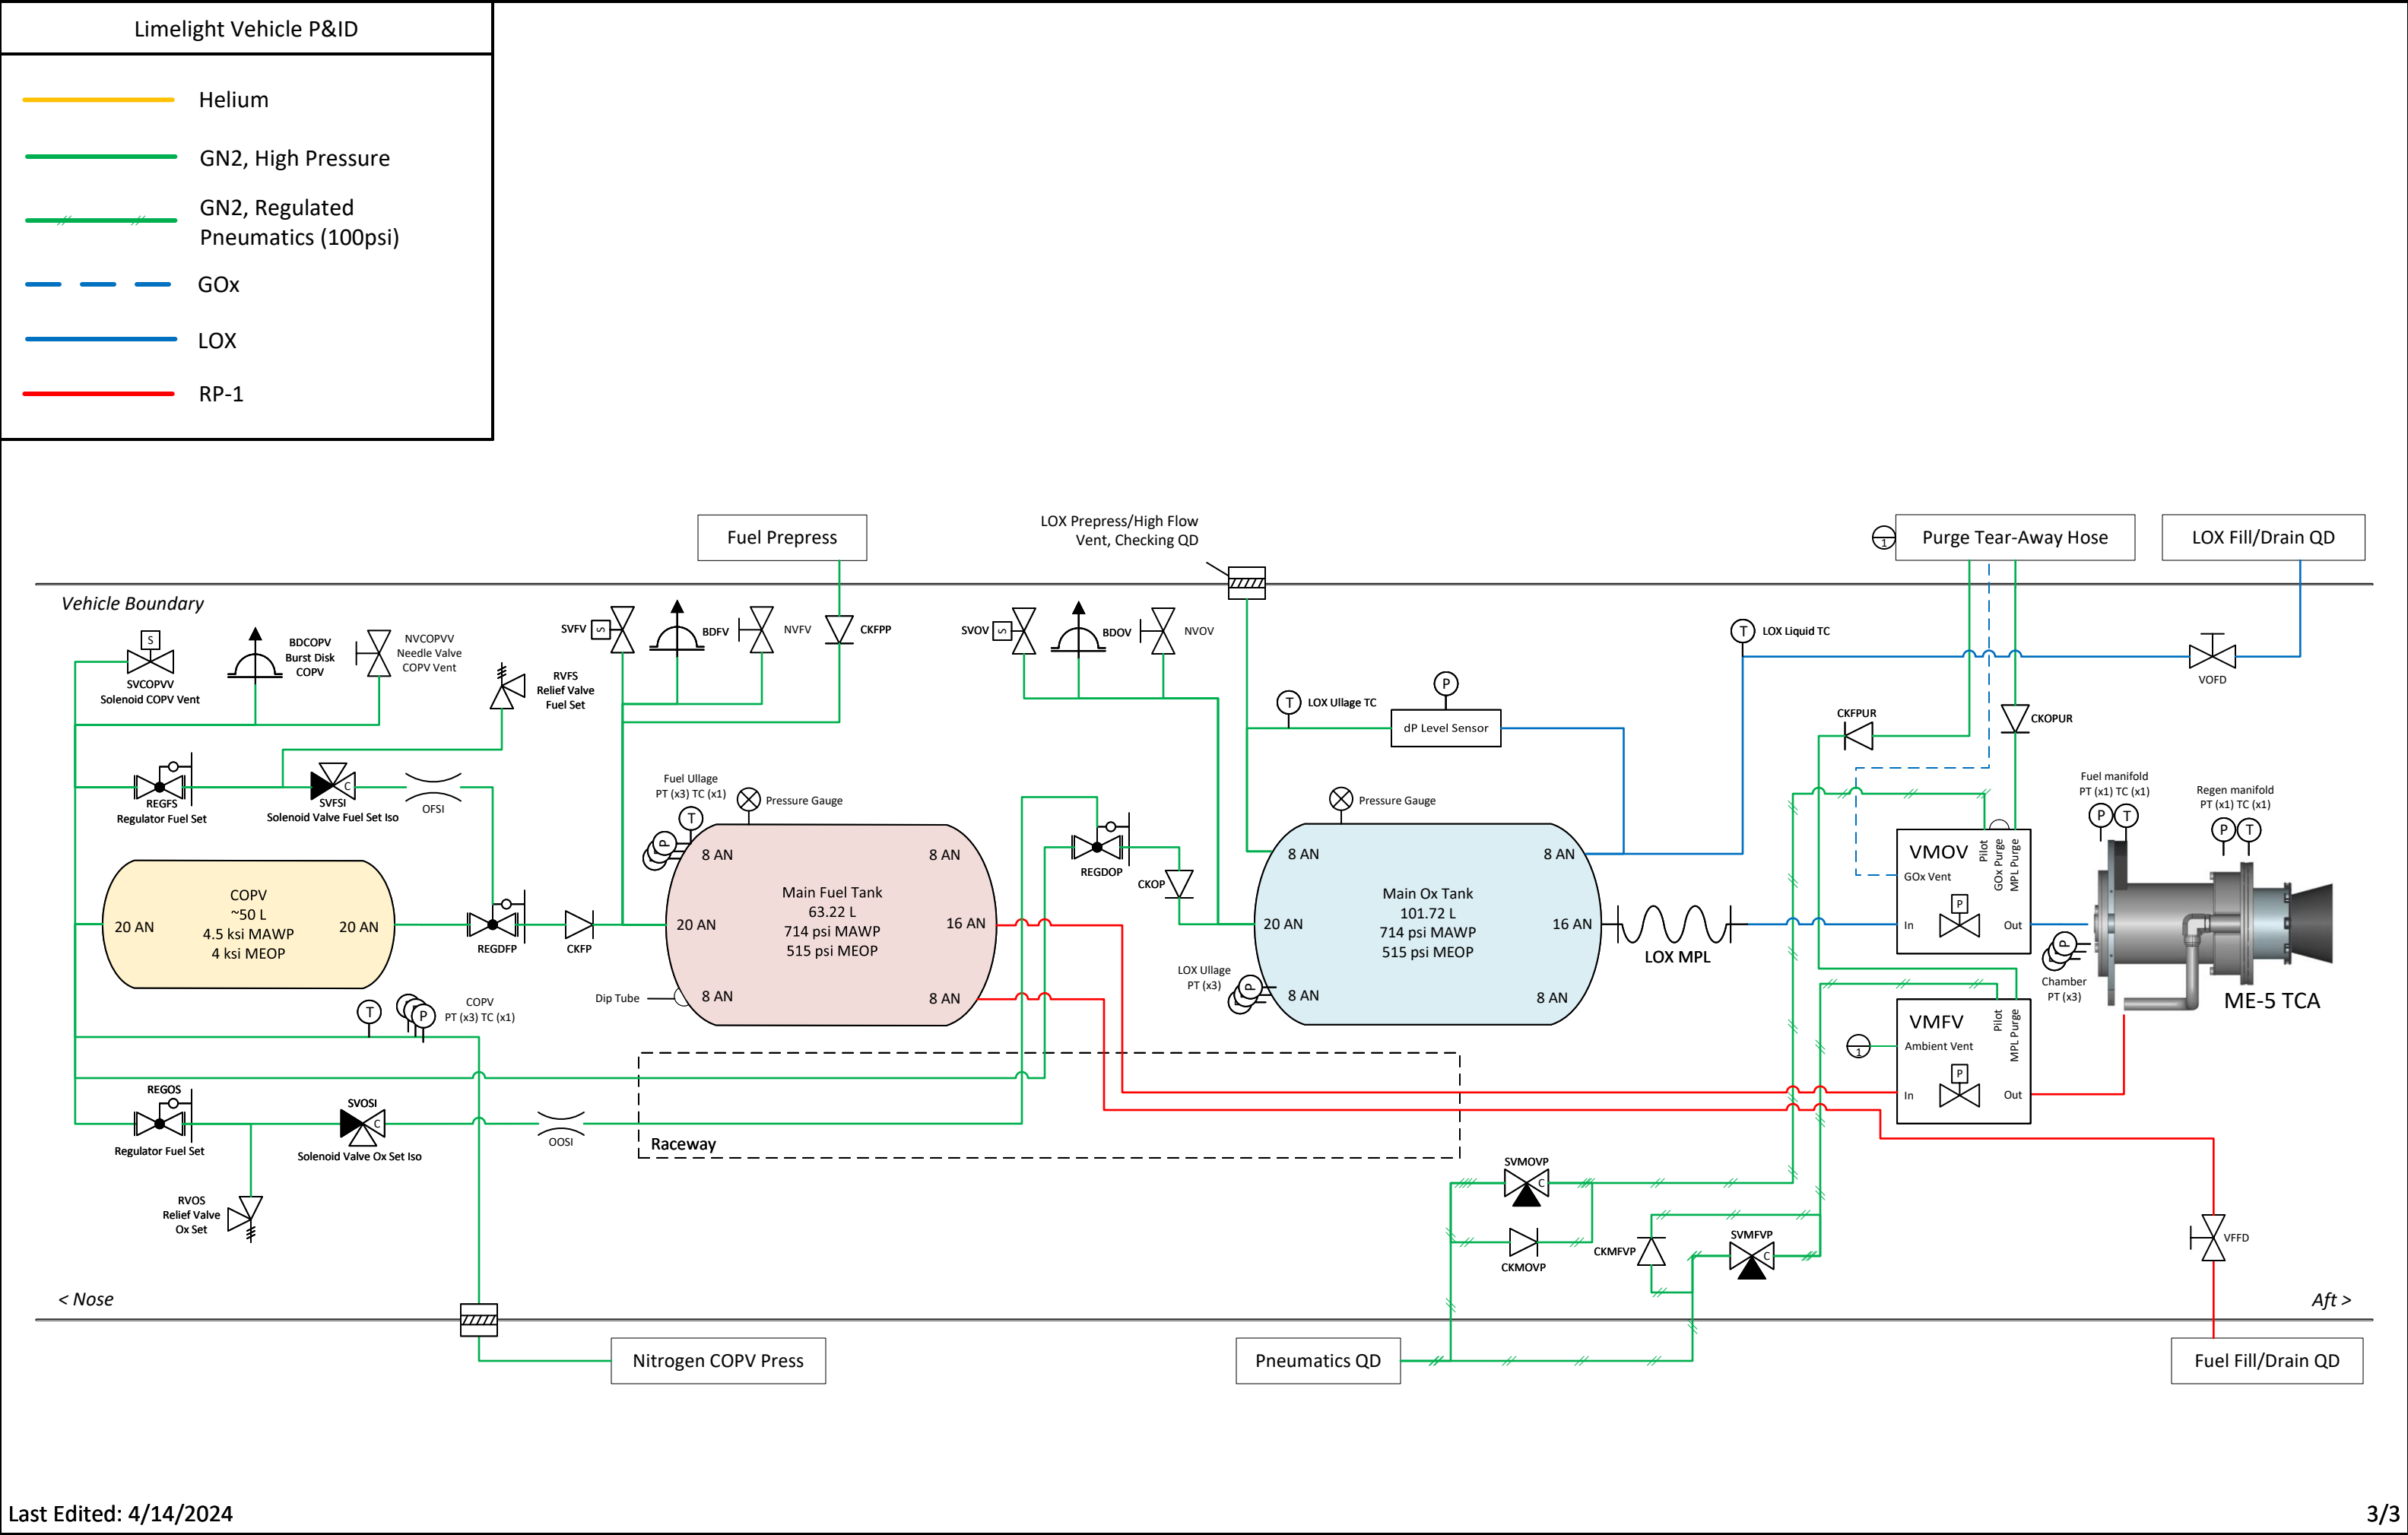 Limelight Vehicle P&ID
Helium
GN2, High Pressure
GN2, Regulated
Pneumatics (100psi)
GOx
LOX
RP-1
Fuel Prepress
LOX Prepress/High Flow
Vent, Checking QD
1
Purge Tear-Away Hose
LOX Fill/Drain QD
Vehicle Boundary
S
SVCOPVV
Solenoid COPV Vent
BDCOPV
Burst Disk
COPV
NVCOPVV
Needle Valve
COPV Vent
RVFS
Relief Valve
Fuel Set
SVFV
S
BDFV
NVFV
CKFPP
SVOV
S
BDOV
NVOV
T
LOX Ullage TC
P
dP Level Sensor
T
LOX Liquid TC
VOFD
CKFPUR
CKOPUR
REGFS
Regulator Fuel Set
C
SVFSI
Solenoid Valve Fuel Set Iso
OFSI
Fuel Ullage
PT (x3) TC (x1)
T
P
Pressure Gauge
REGDOP
CKOP
Pressure Gauge
Fuel manifold
PT (x1) TC (x1)
P
T
Regen manifold
PT (x1) TC (x1)
P
T
COPV
~50 L
4.5 ksi MAWP
4 ksi MEOP
20 AN
20 AN
REGDFP
CKFP
8 AN
8 AN
20 AN
Main Fuel Tank
63.22 L
714 psi MAWP
515 psi MEOP
16 AN
Dip Tube
8 AN
8 AN
8 AN
8 AN
20 AN
Main Ox Tank
101.72 L
714 psi MAWP
515 psi MEOP
16 AN
LOX Ullage
PT (x3)
P
8 AN
8 AN
LOX MPL
VMOV
Pilot
GOx Purge
MPL Purge
GOx Vent
P
In
Out
P
Chamber
PT (x3)
ME-5 TCA
VMFV
Pilot
MPL Purge
1
Ambient Vent
P
In
Out
T
P
COPV
PT (x3) TC (x1)
REGOS
Regulator Fuel Set
SVOSI
C
Solenoid Valve Ox Set Iso
OOSI
Raceway
RVOS
Relief Valve
Ox Set
SVMOVP
C
CKMOVP
CKMFVP
SVMFVP
C
VFFD
< Nose
Aft >
Nitrogen COPV Press
Pneumatics QD
Fuel Fill/Drain QD
Last Edited: 4/14/2024
3/3